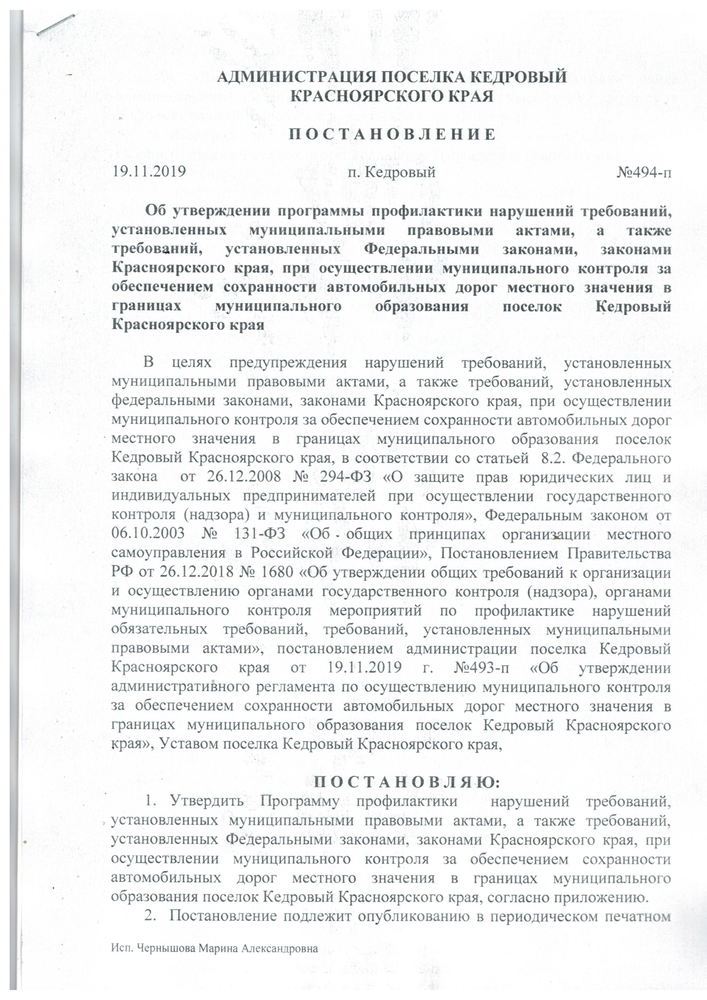 АДМИНИСТРАЦИЯ ПОСЕЛКА КЕДРОВЫЙ
КРАСНОЯРСКОГО КРАЯ
П О С Т А Н О В Л Е Н И Е
19.11.2019 п. Кедровый №494-п
Об утверждении программы профилактики нарушений требований,
установленных муниципальными правовыми актами, а также
требований, установленных Федеральными законами, законами
Красноярского края, при осуществлении муниципального контроля за
обеспечением сохранности автомобильных дорог местного значения в
границах муниципального образования поселок Кедровый
Красноярского края
В целях предупреждения нарушений требований, установленных
муниципальными правовыми актами, а также требований, установленных
федеральными законами, законами Красноярского края, при осуществлении
муниципального контроля за обеспечением сохранности автомобильных дорог
местного значения в границах муниципального образования поселок
Кедровый Красноярского края, в соответствии со статьей 8.2. Федерального
закона от 26.12.2008 № 294-ФЗ «О защите прав юридических лиц и
индивидуальных предпринимателей при осуществлении государственного
контроля (надзора) и муниципального контроля», Федеральным законом от
06.10.2003 № 131-ФЗ «Об общих принципах организации местного
самоуправления в Российской Федерации», Постановлением Правительства
РФ от 26.12.2018 № 1680 «Об утверждении общих требований к организации
и осуществлению органами государственного контроля (надзора), органами
муниципального контроля мероприятий по профилактике нарушений
обязательных требований, требований, установленных муниципальными
правовыми актами», постановлением администрации поселка Кедровый
Красноярского края от 19.11.2019 г. №493-п «Об утверждении
административного регламента по осуществлению муниципального контроля
за обеспечением сохранности автомобильных дорог местного значения в
границах муниципального образования поселок Кедровый Красноярского
края», Уставом поселка Кедровый Красноярского края,
П О С Т А Н О В Л Я Ю:
1. Утвердить Программу профилактики нарушений требований,
установленных муниципальными правовыми актами, а также требований,
установленных Федеральными законами, законами Красноярского края, при
осуществлении муниципального контроля за обеспечением сохранности
автомобильных дорог местного значения в границах муниципального
образования поселок Кедровый Красноярского края, согласно приложению.
2. Постановление подлежит опубликованию в периодическом печатном
Исп. Чернышова Марина Александровна